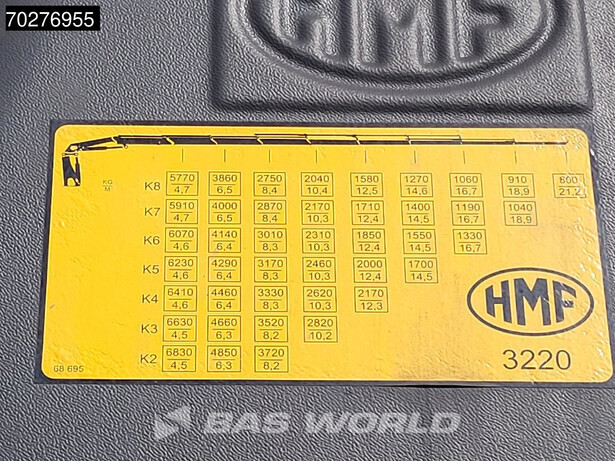 70276955
HMF
KG
M
K8 5770 3860 2750 2040 1580 1270 1060 910 800
4,7 6,5 8,4 10,4 12,5 14,6 16,7 18,9 21,2
K7 5910 4000 2870 2170 1710 1400 1190 1040
4,7 6,5 8,4 10,3 12,4 14,5 16,7 18,9
K6 6070 4140 3010 2310 1850 1550 1330
4,6 6,4 8,3 10,3 12,4 14,5 16,7
K5 6230 4290 3170 2460 2000 1700
4,6 6,4 8,3 10,3 12,4 14,5
K4 6410 4460 3330 2620 2170
4,6 6,4 8,3 10,3 12,3
K3 6630 4660 3520 2820
4,5 6,3 8,2 10,2
K2 6830 4850 3720
4,5 6,3 8,2
HMF
3220
68 695
BAS WORLD